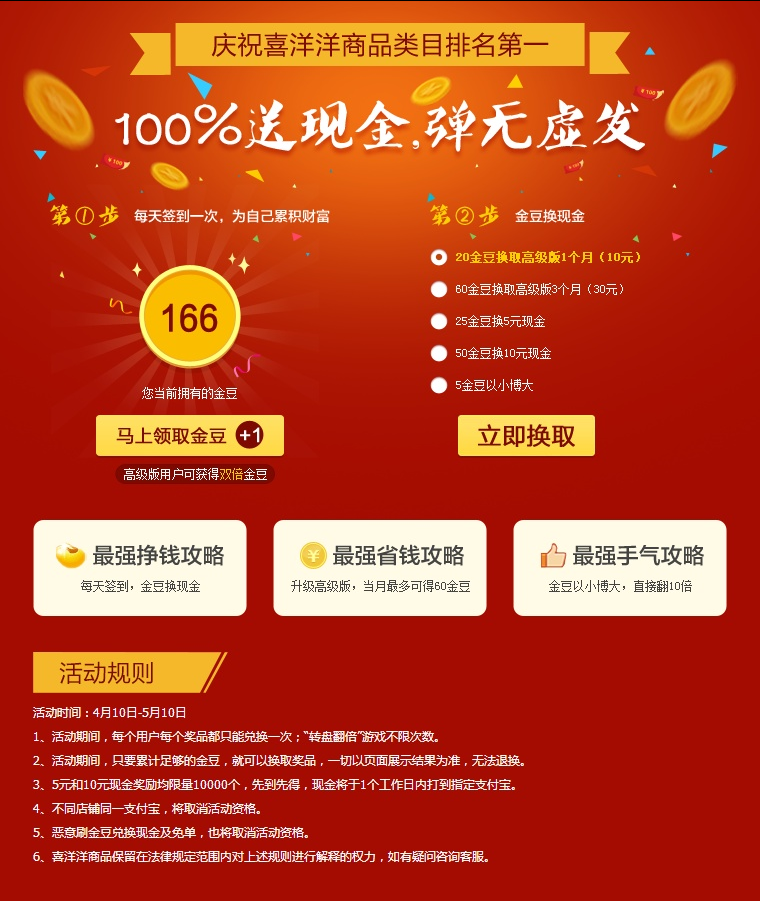 庆祝喜洋洋商品类目排名第一
100%送现金,弹无虚发
第①步 每天签到一次，为自己累积财富
166
您当前拥有的金豆
马上领取金豆 +1
高级版用户可获得双倍金豆
第②步 金豆换现金
20金豆换取高级版1个月（10元）
60金豆换取高级版3个月（30元）
25金豆换5元现金
50金豆换10元现金
5金豆以小博大
立即换取
最强挣钱攻略
每天签到，金豆换现金
¥ 最强省钱攻略
升级高级版，当月最多可得60金豆
最强手气攻略
金豆以小博大，直接翻10倍
活动规则
活动时间：4月10日-5月10日
1、活动期间，每个用户每个奖品都只能兑换一次；“转盘翻倍”游戏不限次数。
2、活动期间，只要累计足够的金豆，就可以换取奖品，一切以页面展示结果为准，无法退换。
3、5元和10元现金奖励均限量10000个，先到先得，现金将于1个工作日内打到指定支付宝。
4、不同店铺同一支付宝，将取消活动资格。
5、恶意刷金豆兑换现金及免单，也将取消活动资格。
6、喜洋洋商品保留在法律规定范围内对上述规则进行解释的权力，如有疑问咨询客服。